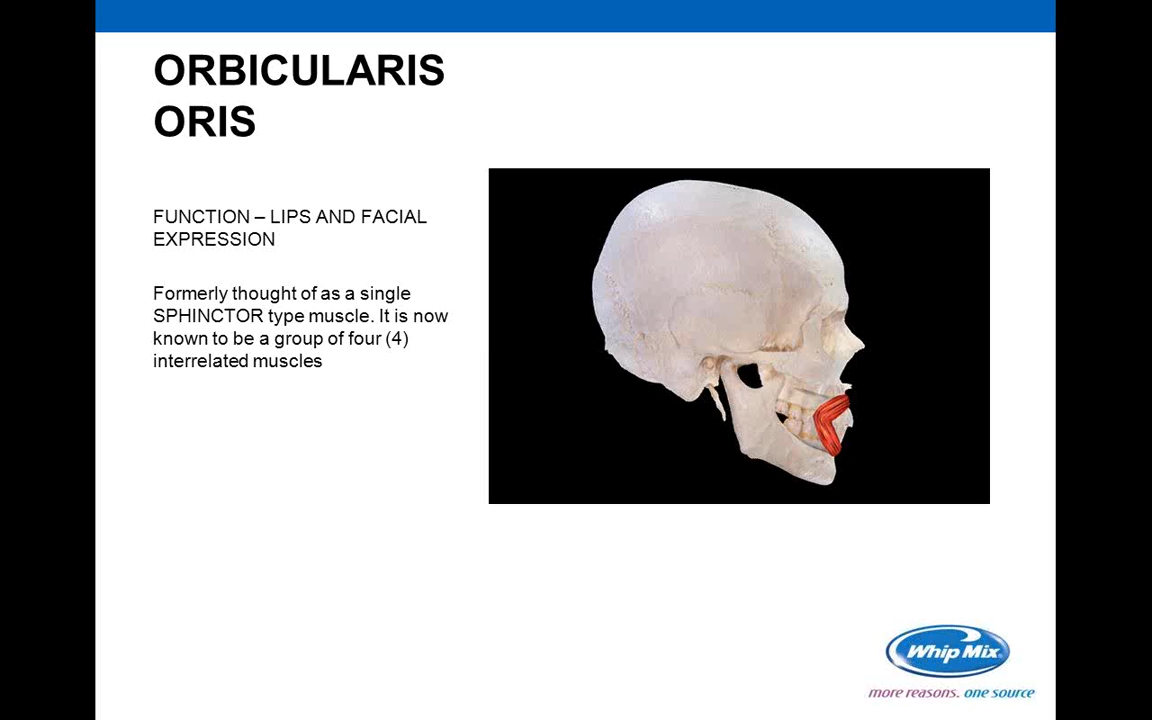 ORBICULARIS
ORIS
FUNCTION – LIPS AND FACIAL
EXPRESSION
Formerly thought of as a single
SPHINCTOR type muscle. It is now
known to be a group of four (4)
interrelated muscles
Whip Mix
more reasons. one source